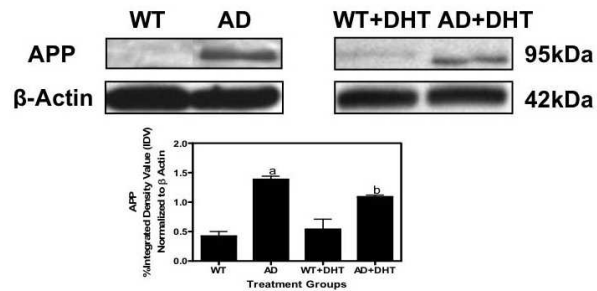 WT AD WT+DHT AD+DHT
APP 95kDa
β-Actin 42kDa
APP
%Integrated Density Value (IDV)
Normalized to β Actin
2.0
1.5
1.0
0.5
0.0
a
b
WT AD WT+DHT AD+DHT
Treatment Groups